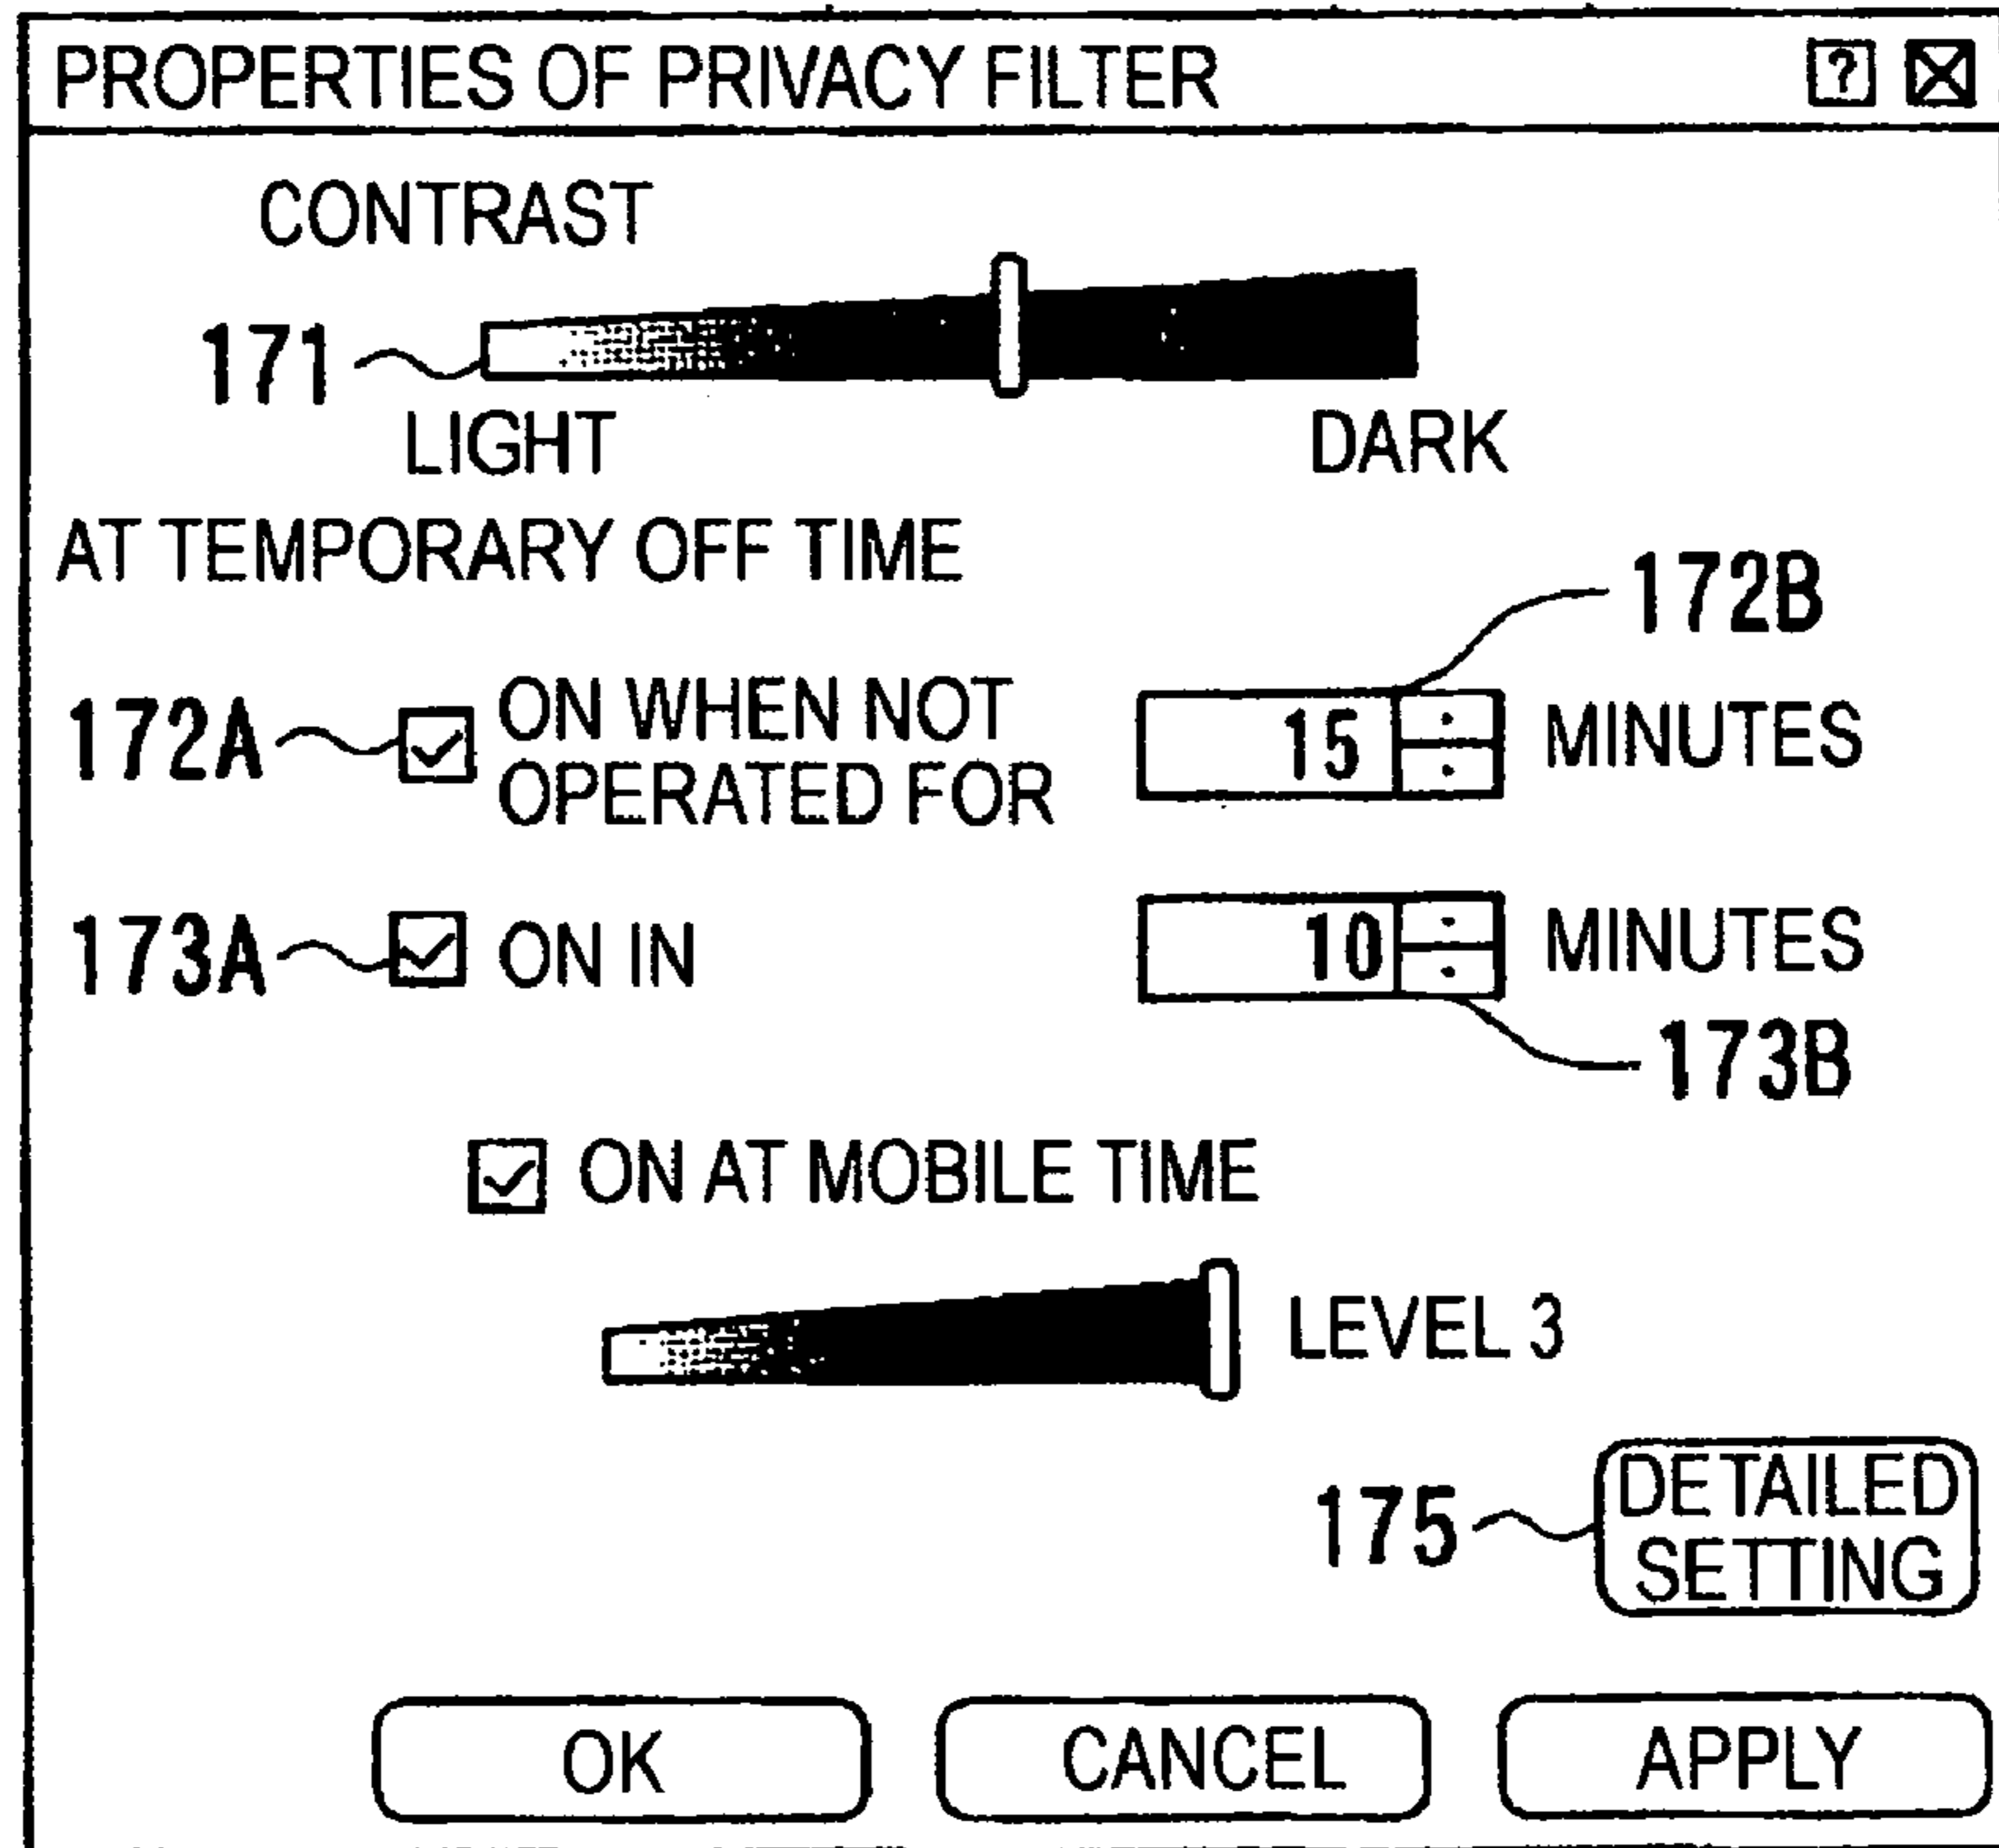 PROPERTIES OF PRIVACY FILTER ?
CONTRAST
171
LIGHT DARK
AT TEMPORARY OFF TIME
172B
172A ON WHEN NOT
OPERATED FOR
15 MINUTES
173A ON IN 10 MINUTES
173B
ON AT MOBILE TIME
LEVEL 3
175 DETAILED
SETTING
OK CANCEL APPLY